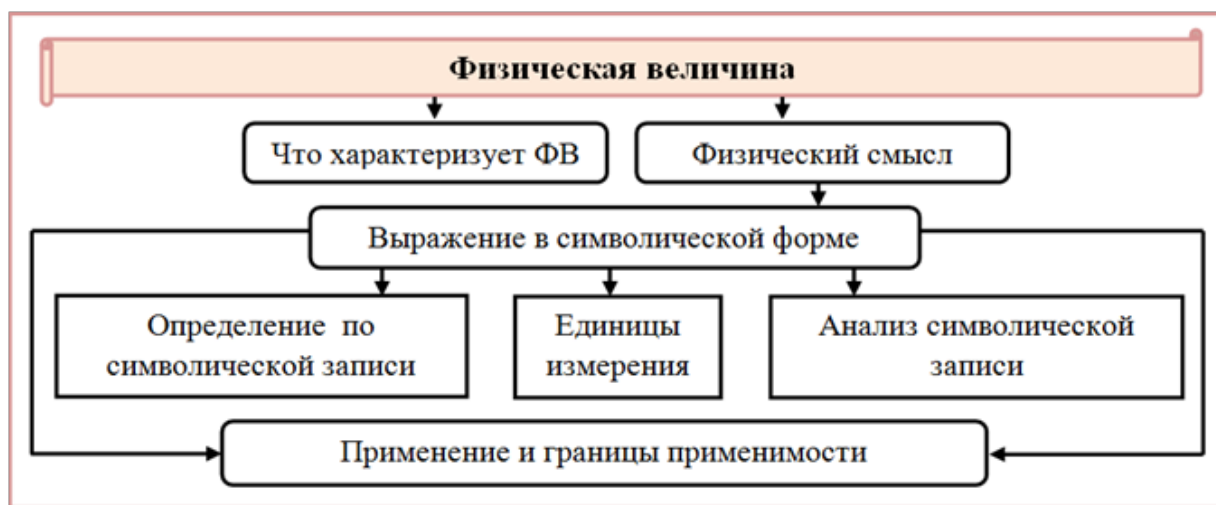 Физическая величина
Что характеризует ФВ
Физический смысл
Выражение в символической форме
Определение по
символической записи
Единицы
измерения
Анализ символической
записи
Применение и границы применимости